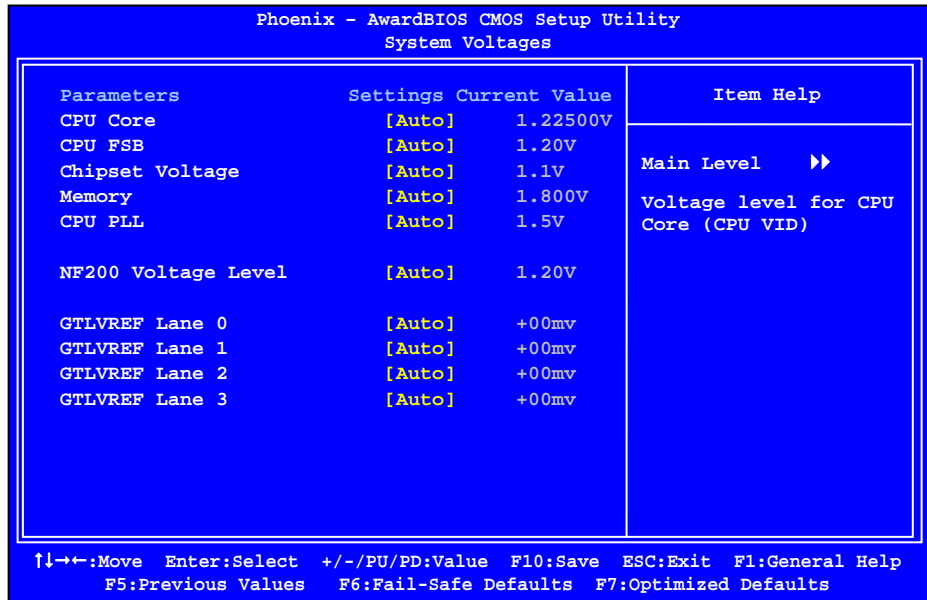 Phoenix – AwardBIOS CMOS Setup Utility
System Voltages
Parameters Settings Current Value
CPU Core [Auto] 1.22500V
CPU FSB [Auto] 1.20V
Chipset Voltage [Auto] 1.1V
Memory [Auto] 1.800V
CPU PLL [Auto] 1.5V
NF200 Voltage Level [Auto] 1.20V
GTLVREF Lane 0 [Auto] +00mv
GTLVREF Lane 1 [Auto] +00mv
GTLVREF Lane 2 [Auto] +00mv
GTLVREF Lane 3 [Auto] +00mv
Item Help
Main Level
Voltage level for CPU
Core (CPU VID)
↑↓→←:Move Enter:Select +/-/PU/PD:Value F10:Save ESC:Exit F1:General Help
F5:Previous Values F6:Fail-Safe Defaults F7:Optimized Defaults